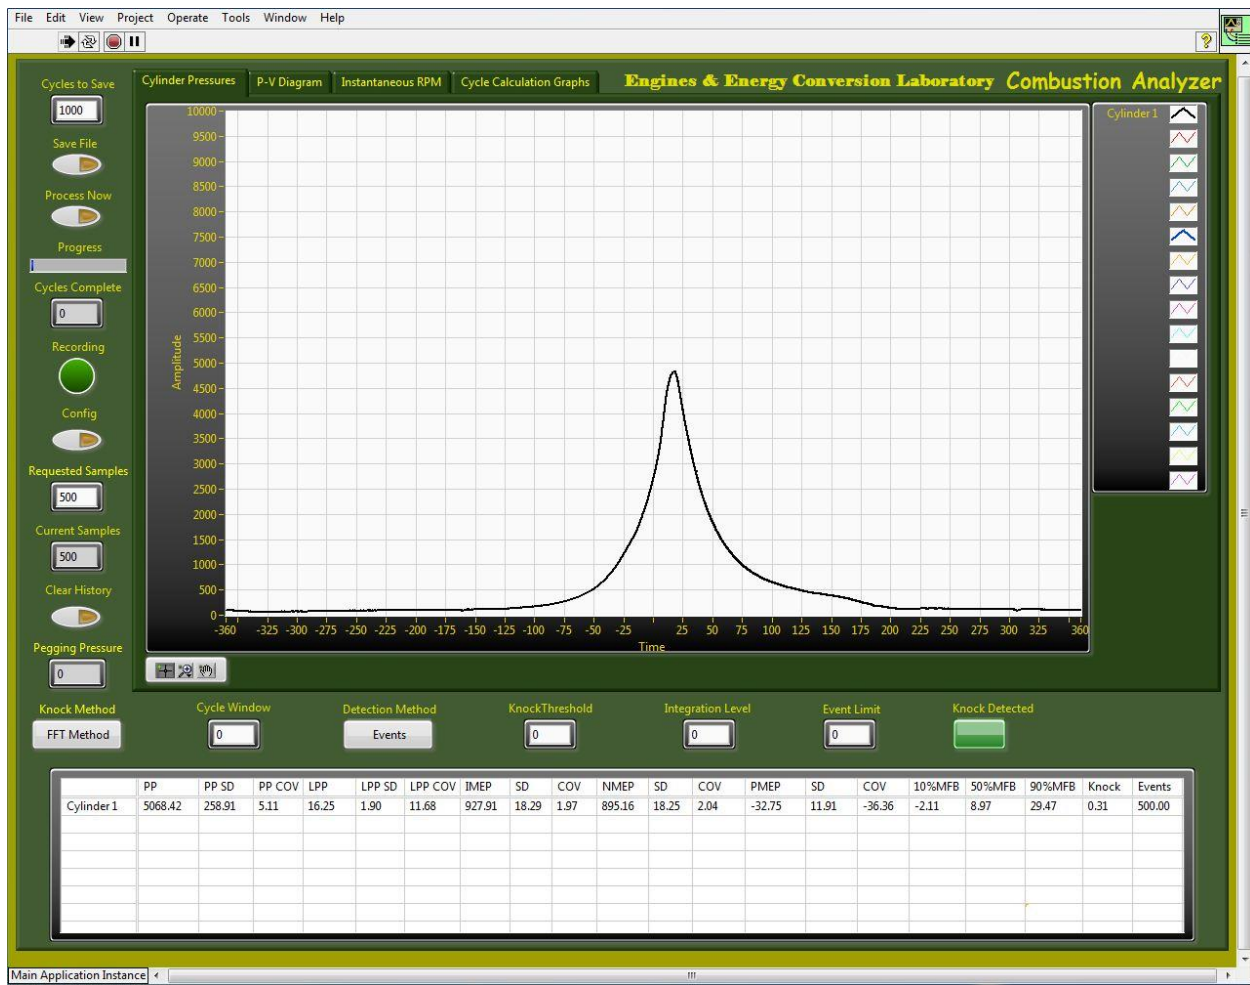 File Edit View Project Operate Tools Window Help
Cylinder Pressures P-V Diagram Instantaneous RPM Cycle Calculation Graphs Engines & Energy Conversion Laboratory Combustion Analyzer
Cycles to Save
1000
Save File
Process Now
Progress
Cycles Complete
0
Recording
Config
Requested Samples
500
Current Samples
500
Clear History
Pegging Pressure
0
10000
9500
9000
8500
8000
7500
7000
6500
6000
5500
5000
4500
4000
3500
3000
2500
2000
1500
1000
500
0
Amplitude
-360 -325 -300 -275 -250 -225 -200 -175 -150 -125 -100 -75 -50 -25 25 50 75 100 125 150 175 200 225 250 275 300 325 360
Time
Cylinder 1
Knock Method Cycle Window Detection Method KnockThreshold Integration Level Event Limit Knock Detected
FFT Method 0 Events 0 0 0
PP PP SD PP COV LPP LPP SD LPP COV IMEP SD COV NMEP SD COV PMEP SD COV 10%MFB 50%MFB 90%MFB Knock Events
Cylinder 1 5068.42 258.91 5.11 16.25 1.90 11.68 927.91 18.29 1.97 895.16 18.25 2.04 -32.75 11.91 -36.36 -2.11 8.97 29.47 0.31 500.00
Main Application Instance